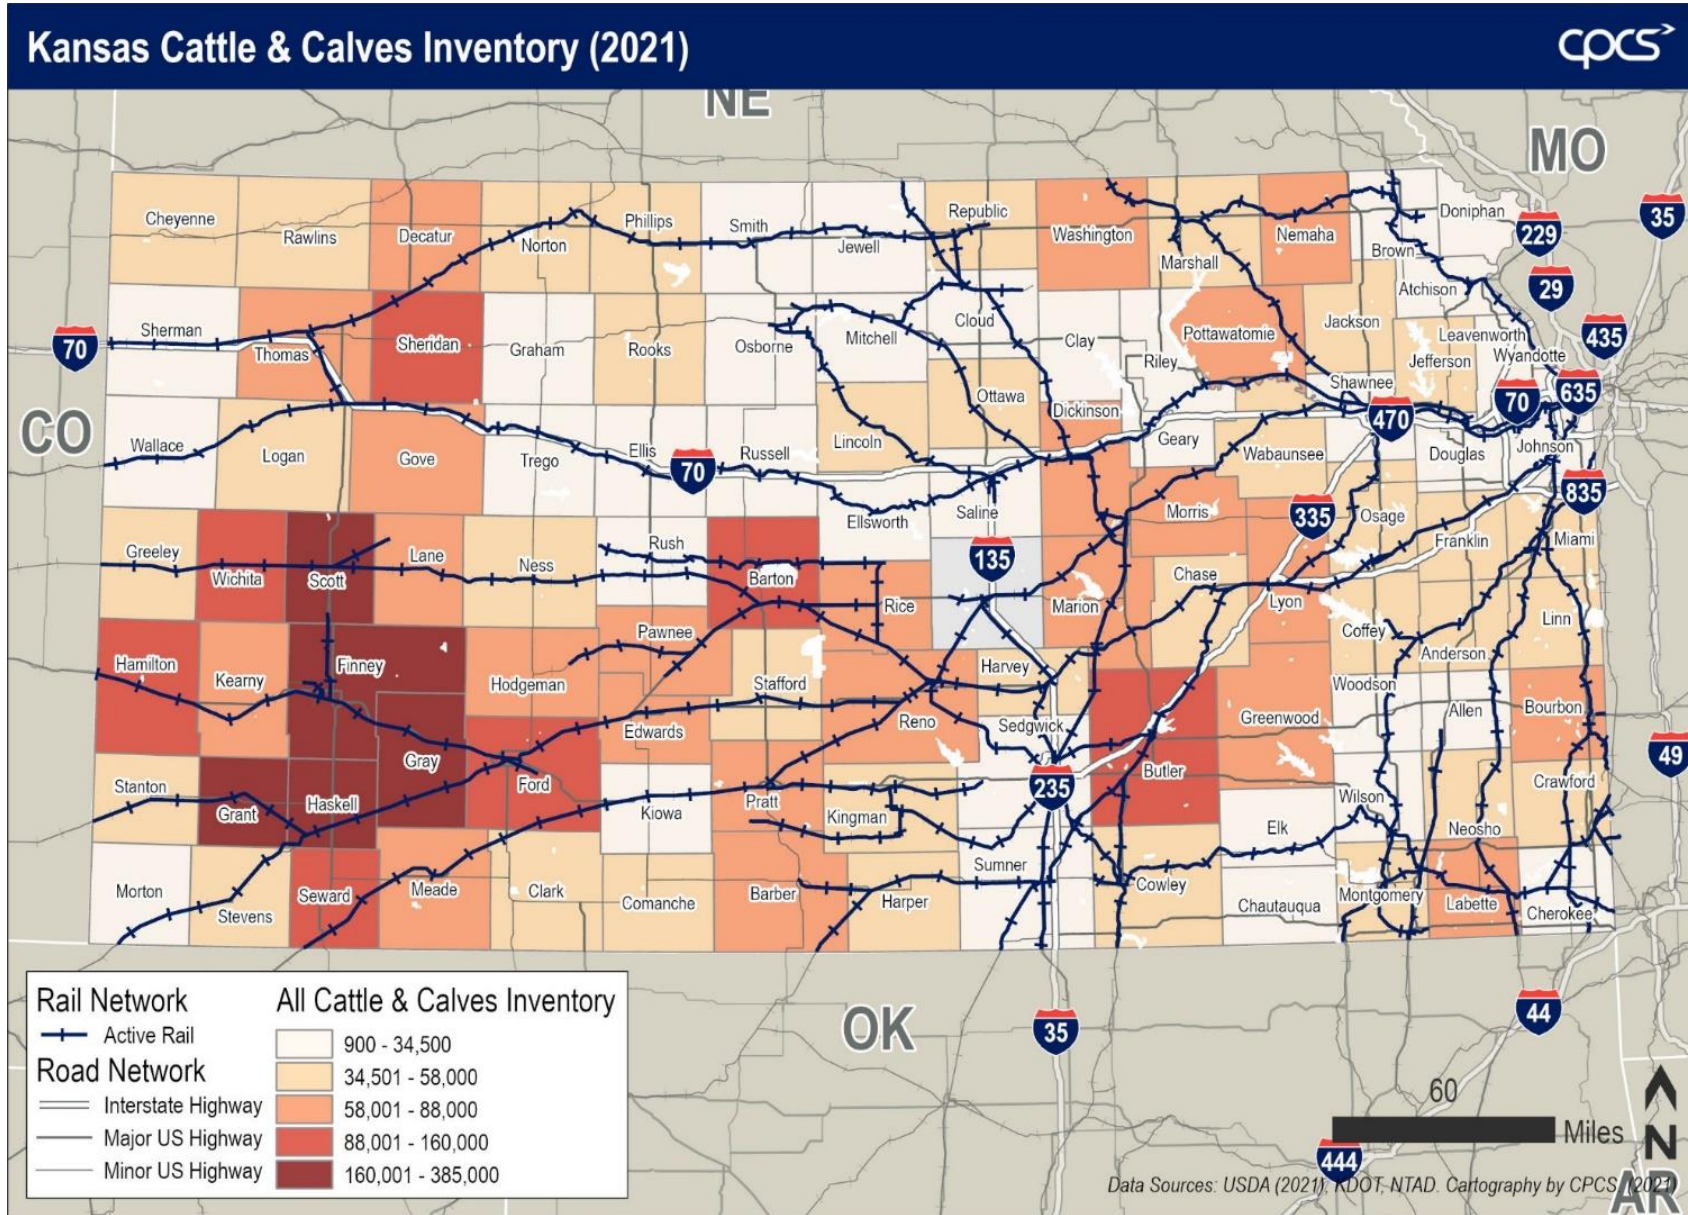 Kansas Cattle & Calves Inventory (2021)
cpcs
NE
MO
CO
OK
AR
Cheyenne
Rawlins
Decatur
Norton
Phillips
Smith
Jewell
Republic
Washington
Marshall
Nemaha
Brown
Doniphan
Atchison
229
35
29
435
70
Sherman
Thomas
Sheridan
Graham
Rooks
Osborne
Mitchell
Cloud
Clay
Riley
Pottawatomie
Jackson
Jefferson
Leavenworth
Wyandotte
Shawnee
70
635
470
Wallace
Logan
Gove
Trego
Ellis
70
Russell
Lincoln
Ottawa
Dickinson
Geary
Wabaunsee
Douglas
Johnson
835
Ellsworth
Saline
135
Morris
335
Osage
Franklin
Miami
Greeley
Wichita
Scott
Lane
Ness
Rush
Barton
Rice
Marion
Chase
Lyon
Coffey
Anderson
Linn
Hamilton
Kearny
Finney
Hodgeman
Pawnee
Stafford
Harvey
Edwards
Reno
Sedgwick
Greenwood
Woodson
Allen
Bourbon
49
Stanton
Grant
Haskell
Gray
Ford
Kiowa
Pratt
Kingman
235
Butler
Elk
Wilson
Neosho
Crawford
Morton
Stevens
Seward
Meade
Clark
Comanche
Barber
Harper
Sumner
Cowley
Chautauqua
Montgomery
Labette
Cherokee
35
44
444
Rail Network
Active Rail
Road Network
Interstate Highway
Major US Highway
Minor US Highway
All Cattle & Calves Inventory
900 - 34,500
34,501 - 58,000
58,001 - 88,000
88,001 - 160,000
160,001 - 385,000
60
Miles
N
Data Sources: USDA (2021), KDOT, NTAD. Cartography by CPCS (2021)